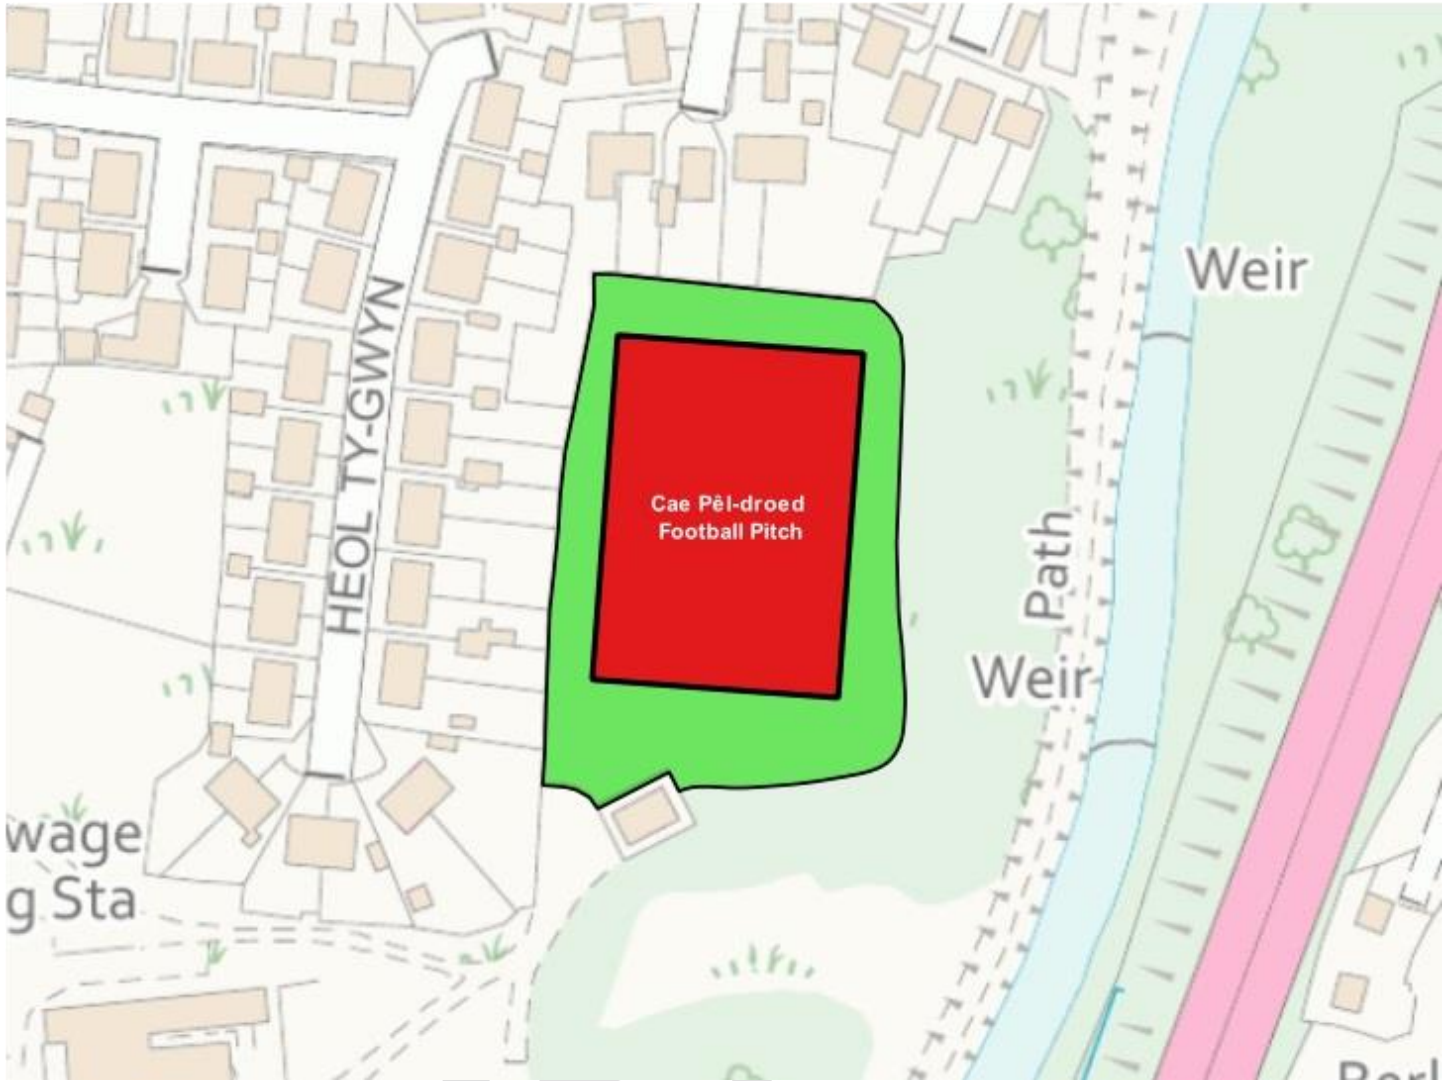 Weir
HEOL TY-GWYN
Cae Pêl-droed
Football Pitch
Path
Weir
wage
g Sta